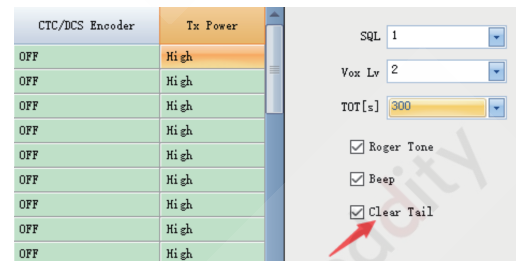 CTC/DCS Encoder Tx Power
OFF High
OFF High
OFF High
OFF High
OFF High
OFF High
OFF High
OFF High
OFF High
SQL 1
Vox Lv 2
TOT[s] 300
Roger Tone
Beep
Clear Tail